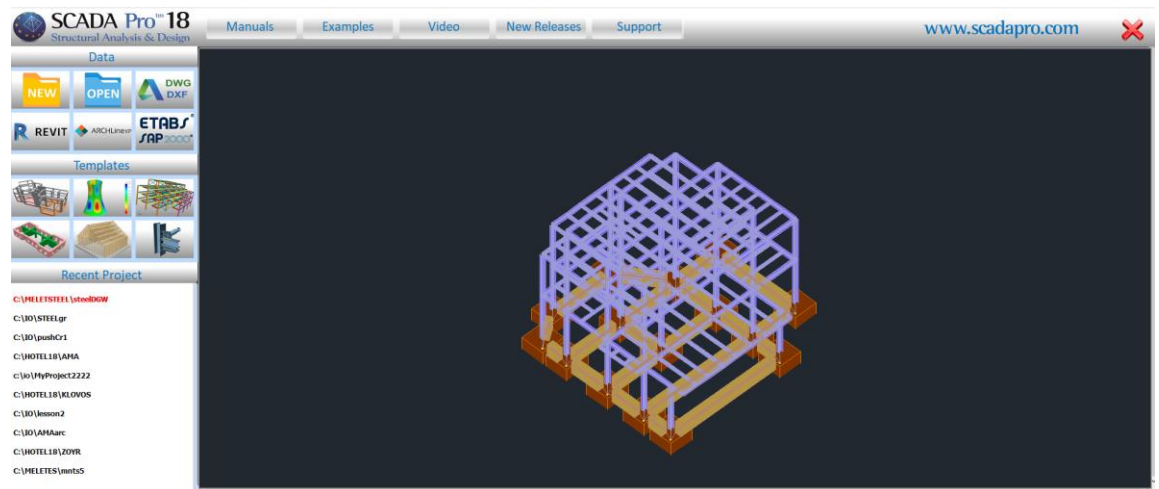 SCADA Pro™ 18
Structural Analysis & Design
Manuals
Examples
Video
New Releases
Support
www.scadapro.com
Data
NEW
OPEN
DWG
DXF
REVIT
ARCHLineXP
ETABS®
SAP2000®
Templates
Recent Project
C:\MELETSTEEL\steelDGW
C:\IO\STEELgr
C:\IO\pushCr1
C:\HOTEL18\AMA
c:\io\MyProject2222
C:\HOTEL18\KLOVOS
C:\IO\lesson2
C:\IO\AMAarc
C:\HOTEL18\ZOYR
C:\MELETES\mnts5